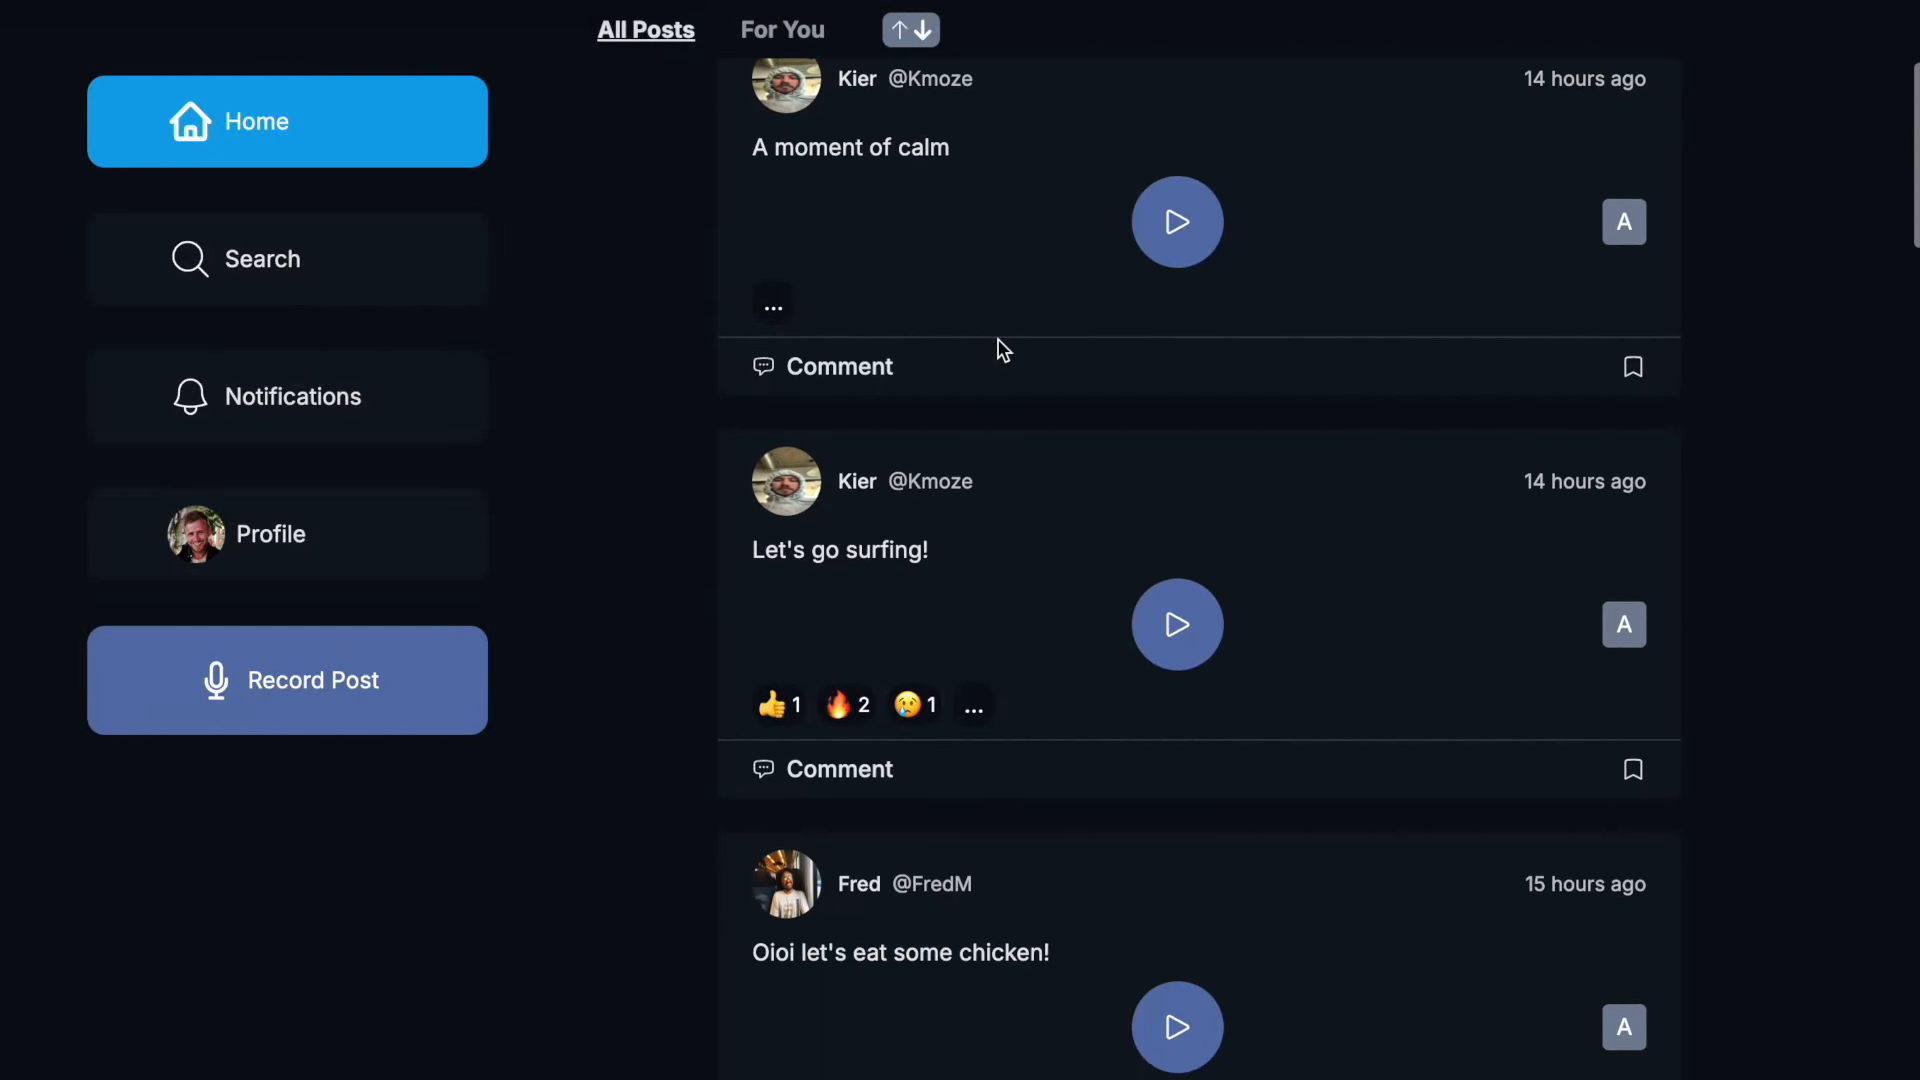 All Posts For You
Home
Search
Notifications
Profile
Record Post
Kier @Kmoze 14 hours ago
A moment of calm
A
...
Comment
Kier @Kmoze 14 hours ago
Let's go surfing!
A
👍 1 🔥 2 😢 1 ...
Comment
Fred @FredM 15 hours ago
Oioi let's eat some chicken!
A